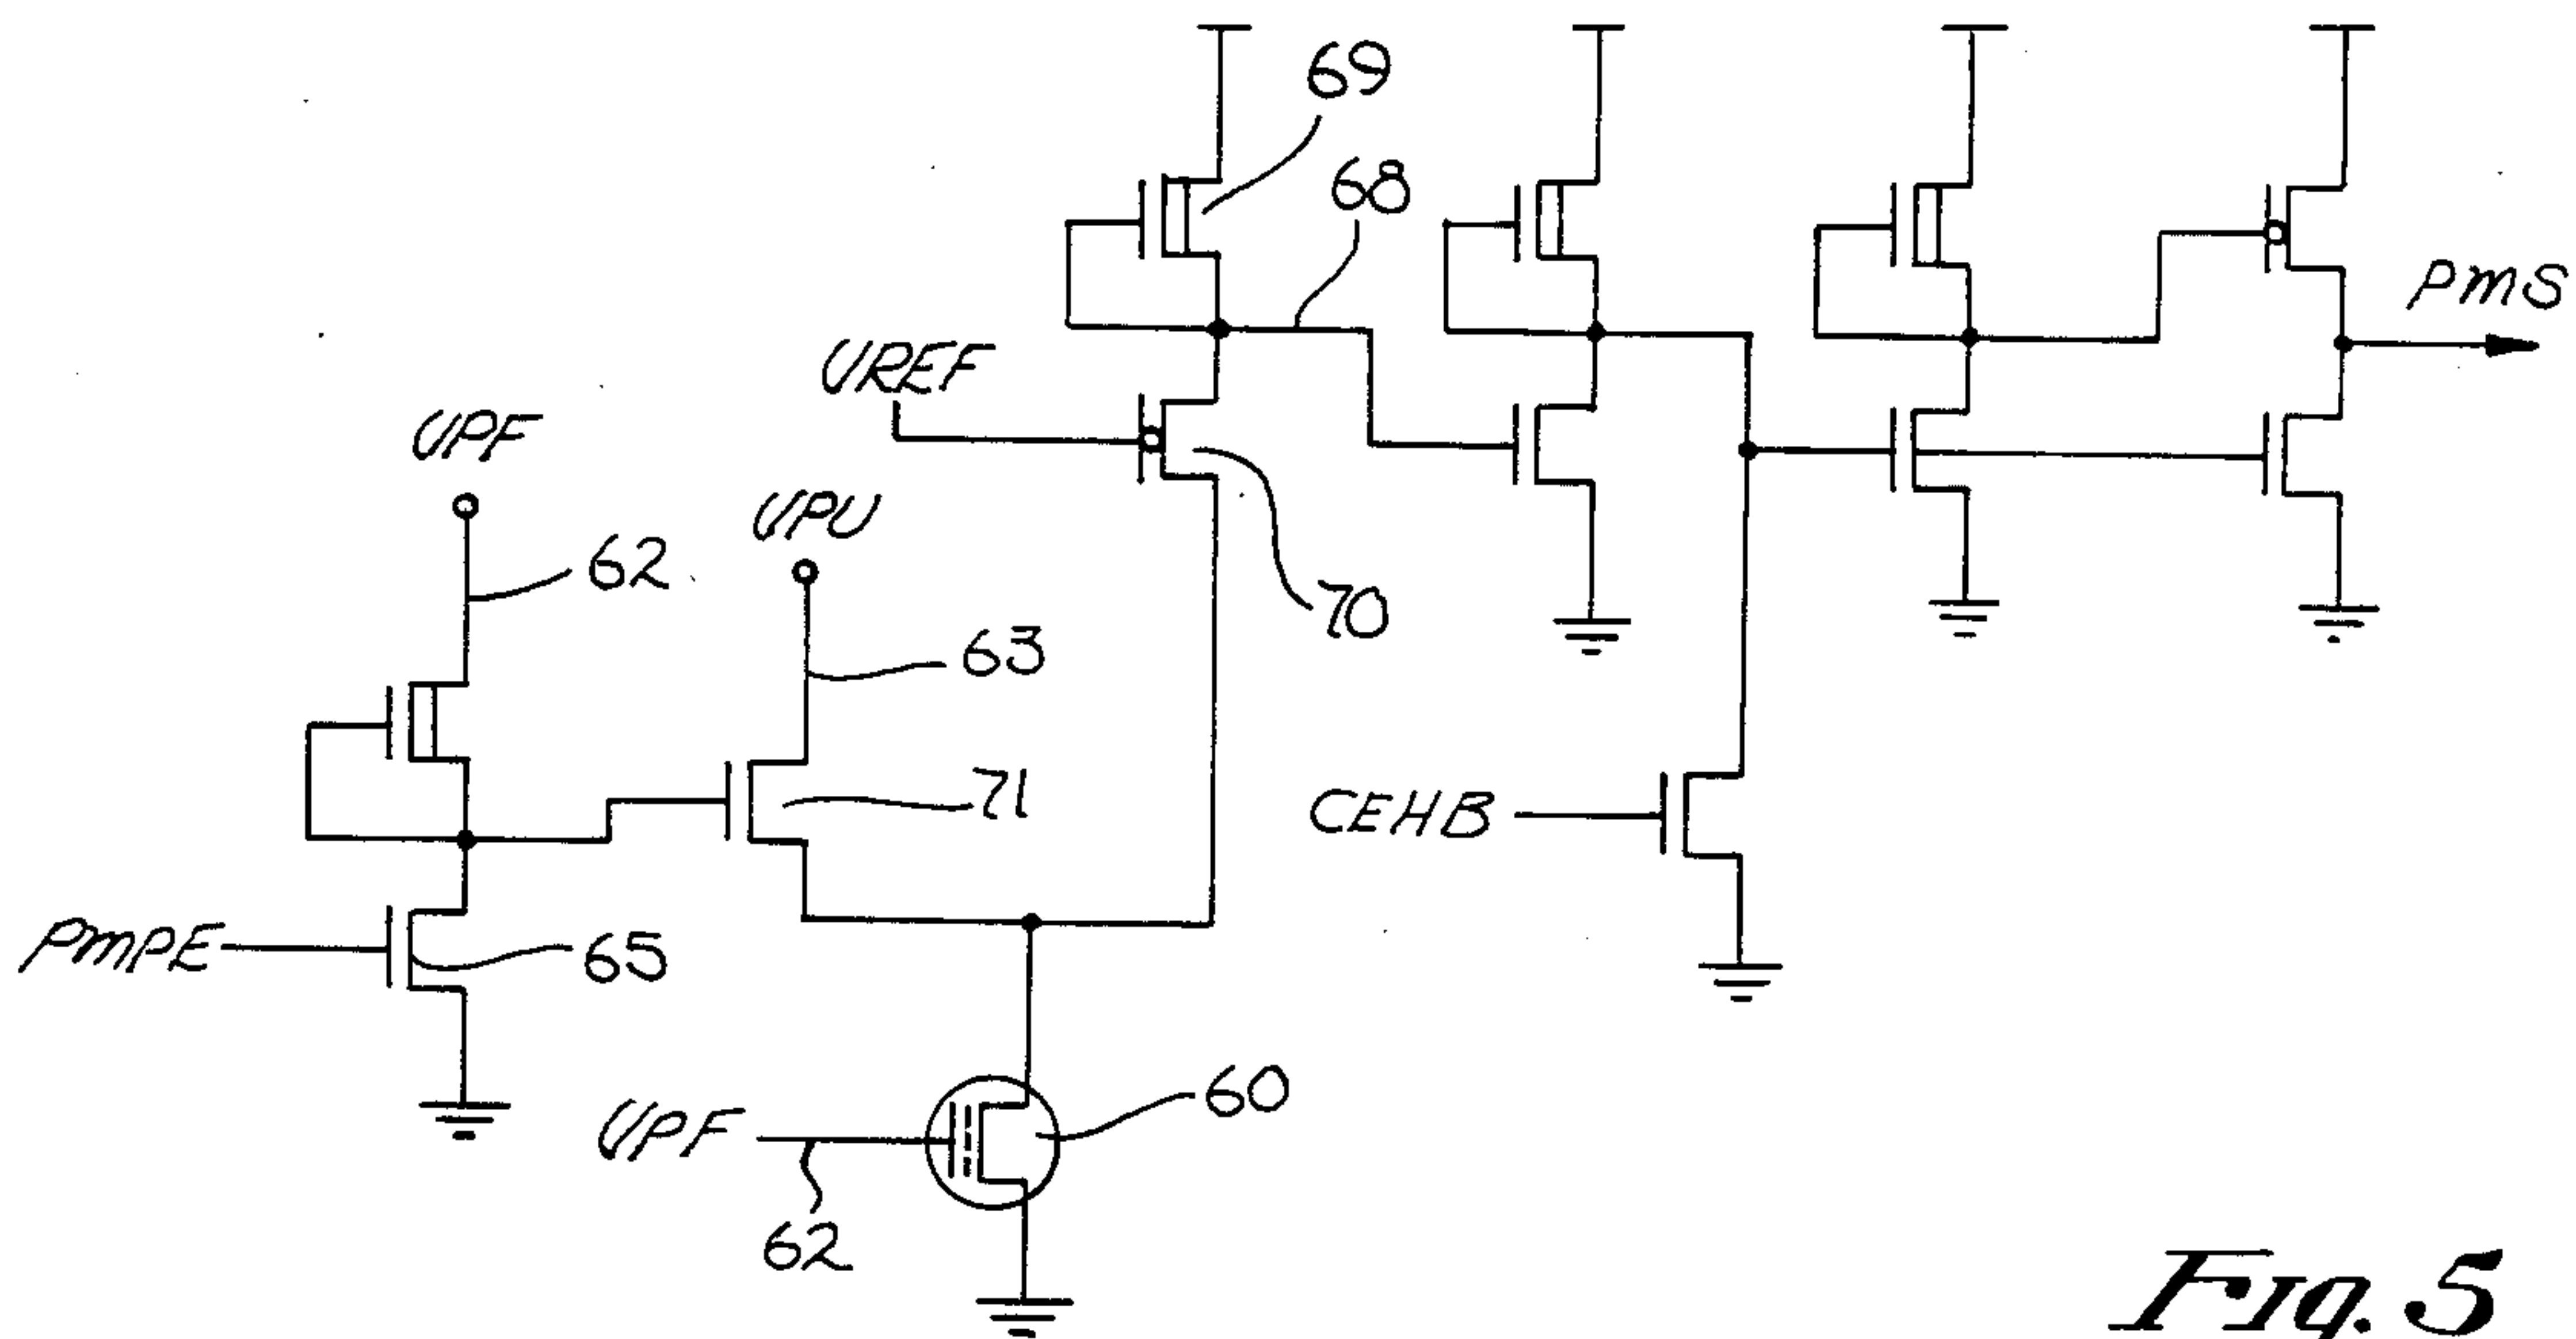 69
68
PMS
VREF
VPF
VPU
62
70
63
71
CEHB
PMPE
65
60
VPF
62
Fig. 5